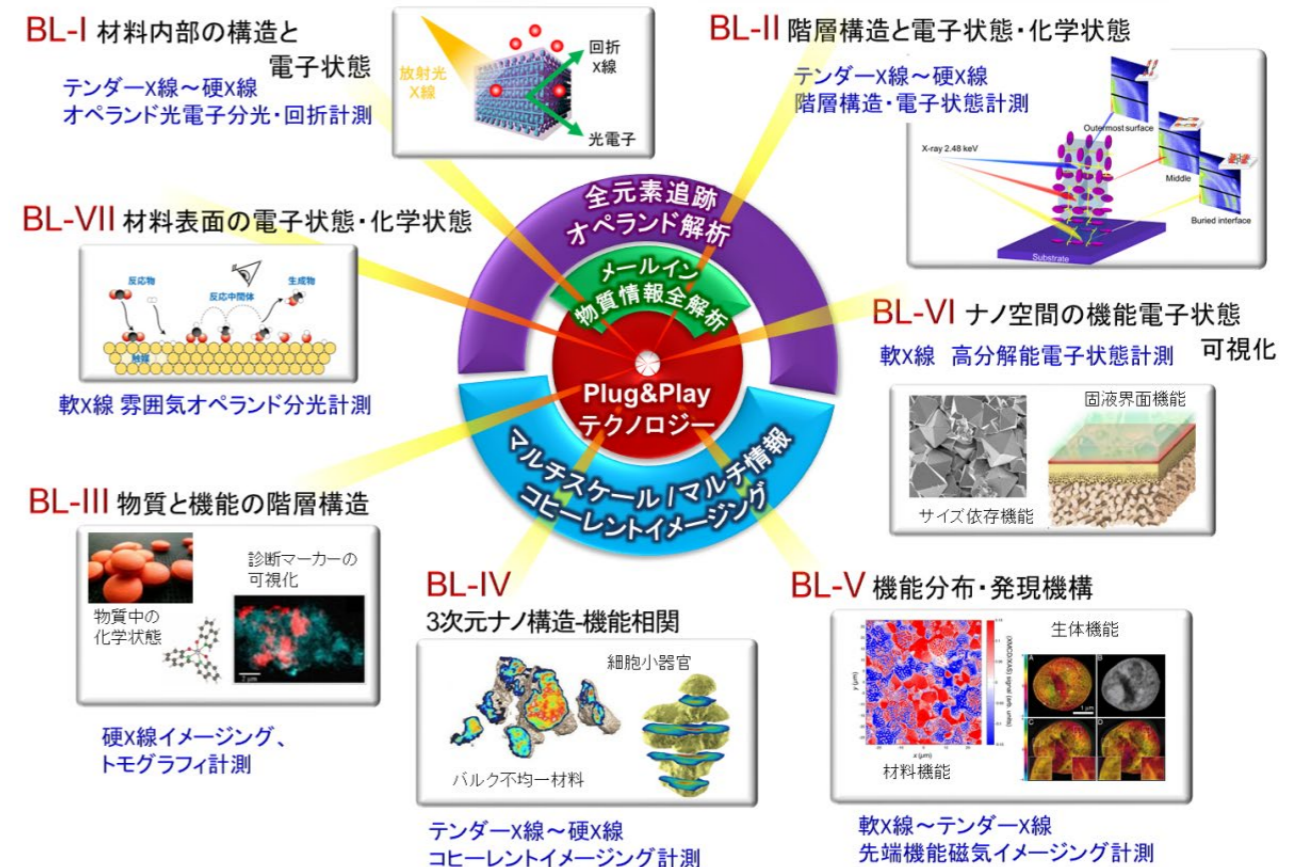 BL-I 材料内部の構造と
電子状態
テンダーX線~硬X線
オペランド光電子分光・回折計測
放射光
X線
回折
X線
光電子
BL-II 階層構造と電子状態・化学状態
テンダーX線~硬X線
階層構造・電子状態計測
Outermost surface
X-ray 2.48 keV
Middle
Buried interface
Substrate
BL-VII 材料表面の電子状態・化学状態
反応物
反応中間体
生成物
触媒
軟X線 雰囲気オペランド分光計測
全元素追跡
オペランド解析
メールイン
物質情報全解析
Plug&Play
テクノロジー
マルチスケール/マルチ情報
コヒーレントイメージング
BL-VI ナノ空間の機能電子状態
可視化
軟X線 高分解能電子状態計測
固液界面機能
サイズ依存機能
BL-III 物質と機能の階層構造
診断マーカーの
可視化
物質中の
化学状態
2 μm
硬X線イメージング、
トモグラフィ計測
BL-IV
3次元ナノ構造-機能相関
細胞小器官
バルク不均一材料
テンダーX線~硬X線
コヒーレントイメージング計測
BL-V 機能分布・発現機構
生体機能
y (μm)
x (μm)
材料機能
A
B
1 μm
C
D
軟X線~テンダーX線
先端機能磁気イメージング計測